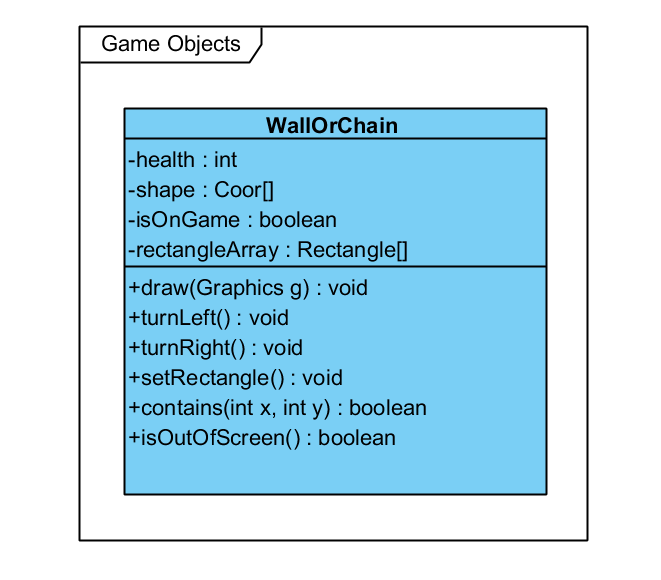 Game Objects
WallOrChain
-health : int
-shape : Coor[]
-isOnGame : boolean
-rectangleArray : Rectangle[]
+draw(Graphics g) : void
+turnLeft() : void
+turnRight() : void
+setRectangle() : void
+contains(int x, int y) : boolean
+isOutOfScreen() : boolean